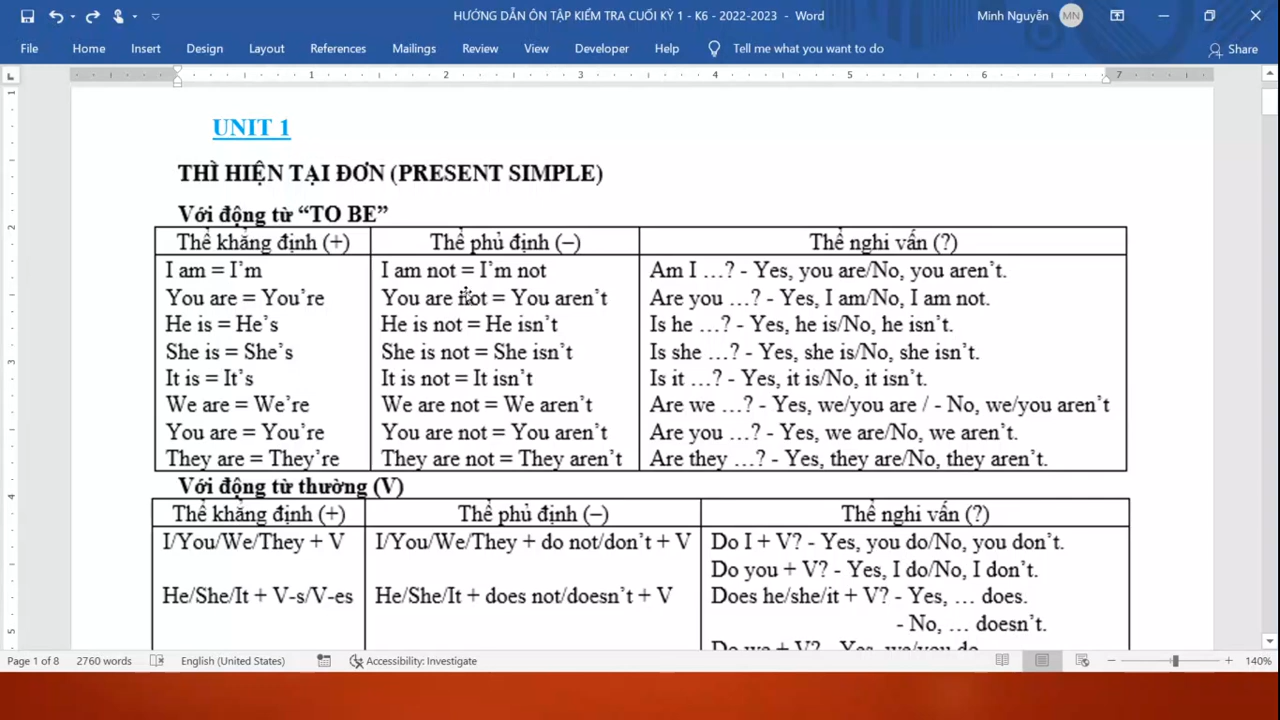 HƯỚNG DẪN ÔN TẬP KIỂM TRA CUỐI KỲ 1 - K6 - 2022-2023 - Word
Minh Nguyễn
MN
File Home Insert Design Layout References Mailings Review View Developer Help Tell me what you want to do Share
1 2 3 4 5 6 7
UNIT 1
THÌ HIỆN TẠI ĐƠN (PRESENT SIMPLE)
Với động từ “TO BE”
Thể khẳng định (+) Thể phủ định (–) Thể nghi vấn (?)
I am = I’m I am not = I’m not Am I …? - Yes, you are/No, you aren’t.
You are = You’re You are not = You aren’t Are you …? - Yes, I am/No, I am not.
He is = He’s He is not = He isn’t Is he …? - Yes, he is/No, he isn’t.
She is = She’s She is not = She isn’t Is she …? - Yes, she is/No, she isn’t.
It is = It’s It is not = It isn’t Is it …? - Yes, it is/No, it isn’t.
We are = We’re We are not = We aren’t Are we …? - Yes, we/you are / - No, we/you aren’t
You are = You’re You are not = You aren’t Are you …? - Yes, we are/No, we aren’t.
They are = They’re They are not = They aren’t Are they …? - Yes, they are/No, they aren’t.
Với động từ thường (V)
Thể khẳng định (+) Thể phủ định (–) Thể nghi vấn (?)
I/You/We/They + V I/You/We/They + do not/don’t + V Do I + V? - Yes, you do/No, you don’t.
Do you + V? - Yes, I do/No, I don’t.
He/She/It + V-s/V-es He/She/It + does not/doesn’t + V Does he/she/it + V? - Yes, … does.
- No, … doesn’t.
Do we + V? - Yes, we/you do
Page 1 of 8 2760 words English (United States) Accessibility: Investigate 140%